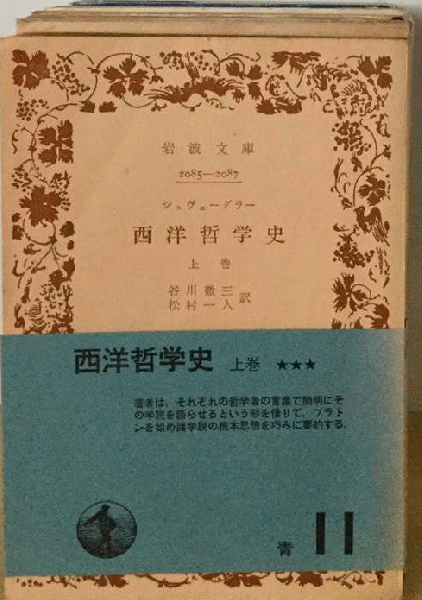 岩波文庫
2085—2087
シュヴェーグラー
西洋哲学史
上巻
谷川徹三
松村一人 訳
西洋哲学史 上巻 ★★★
著者は、それぞれの哲学者の言葉で簡明にそ
の学説を語らせるという形を借りて、プラト
ンを始め諸学説の根本思想を巧みに要約する。
青 11